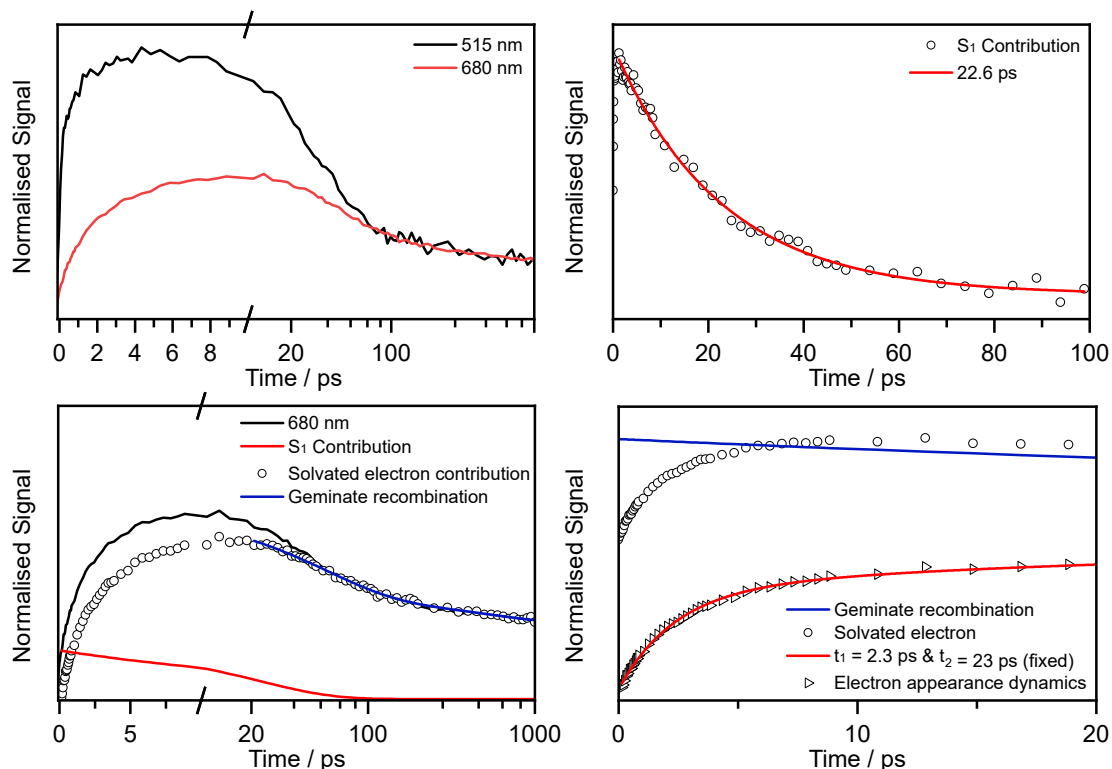 Normalised Signal
515 nm
680 nm
0 2 4 6 8 20 100
Time / ps
Normalised Signal
S1 Contribution
22.6 ps
0 20 40 60 80 100
Time / ps
Normalised Signal
680 nm
S1 Contribution
Solvated electron contribution
Geminate recombination
0 5 20 100 1000
Time / ps
Normalised Signal
Geminate recombination
Solvated electron
t1 = 2.3 ps & t2 = 23 ps (fixed)
Electron appearance dynamics
0 10 20
Time / ps